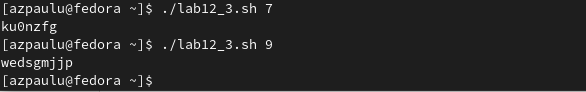 [azpaulu@fedora ~]$ ./lab12_3.sh 7
ku0nzfg
[azpaulu@fedora ~]$ ./lab12_3.sh 9
wedsgmjjp
[azpaulu@fedora ~]$